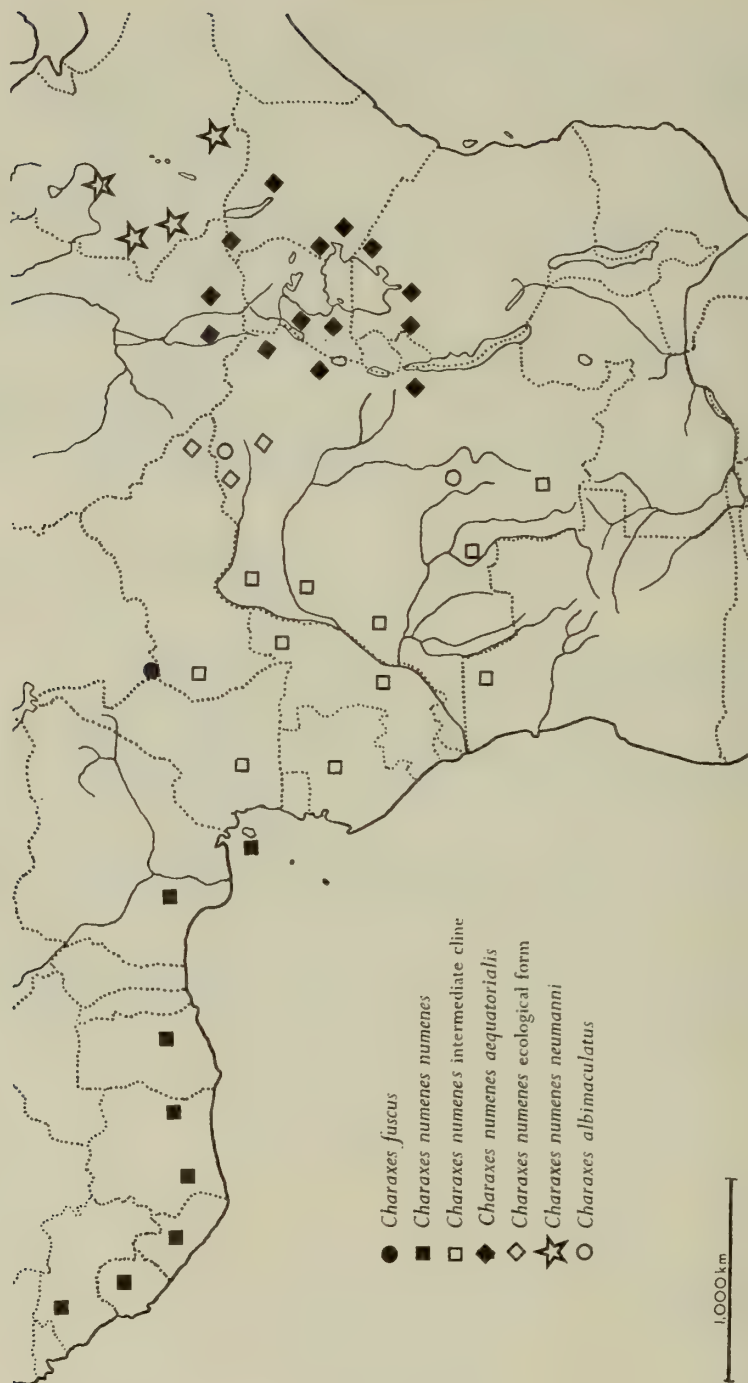 Charaxes fuscus
Charaxes numenes numenes
Charaxes numenes intermediate cline
Charaxes numenes aequatorialis
Charaxes numenes ecological form
Charaxes numenes neumanni
Charaxes albimaculatus
1,000 km